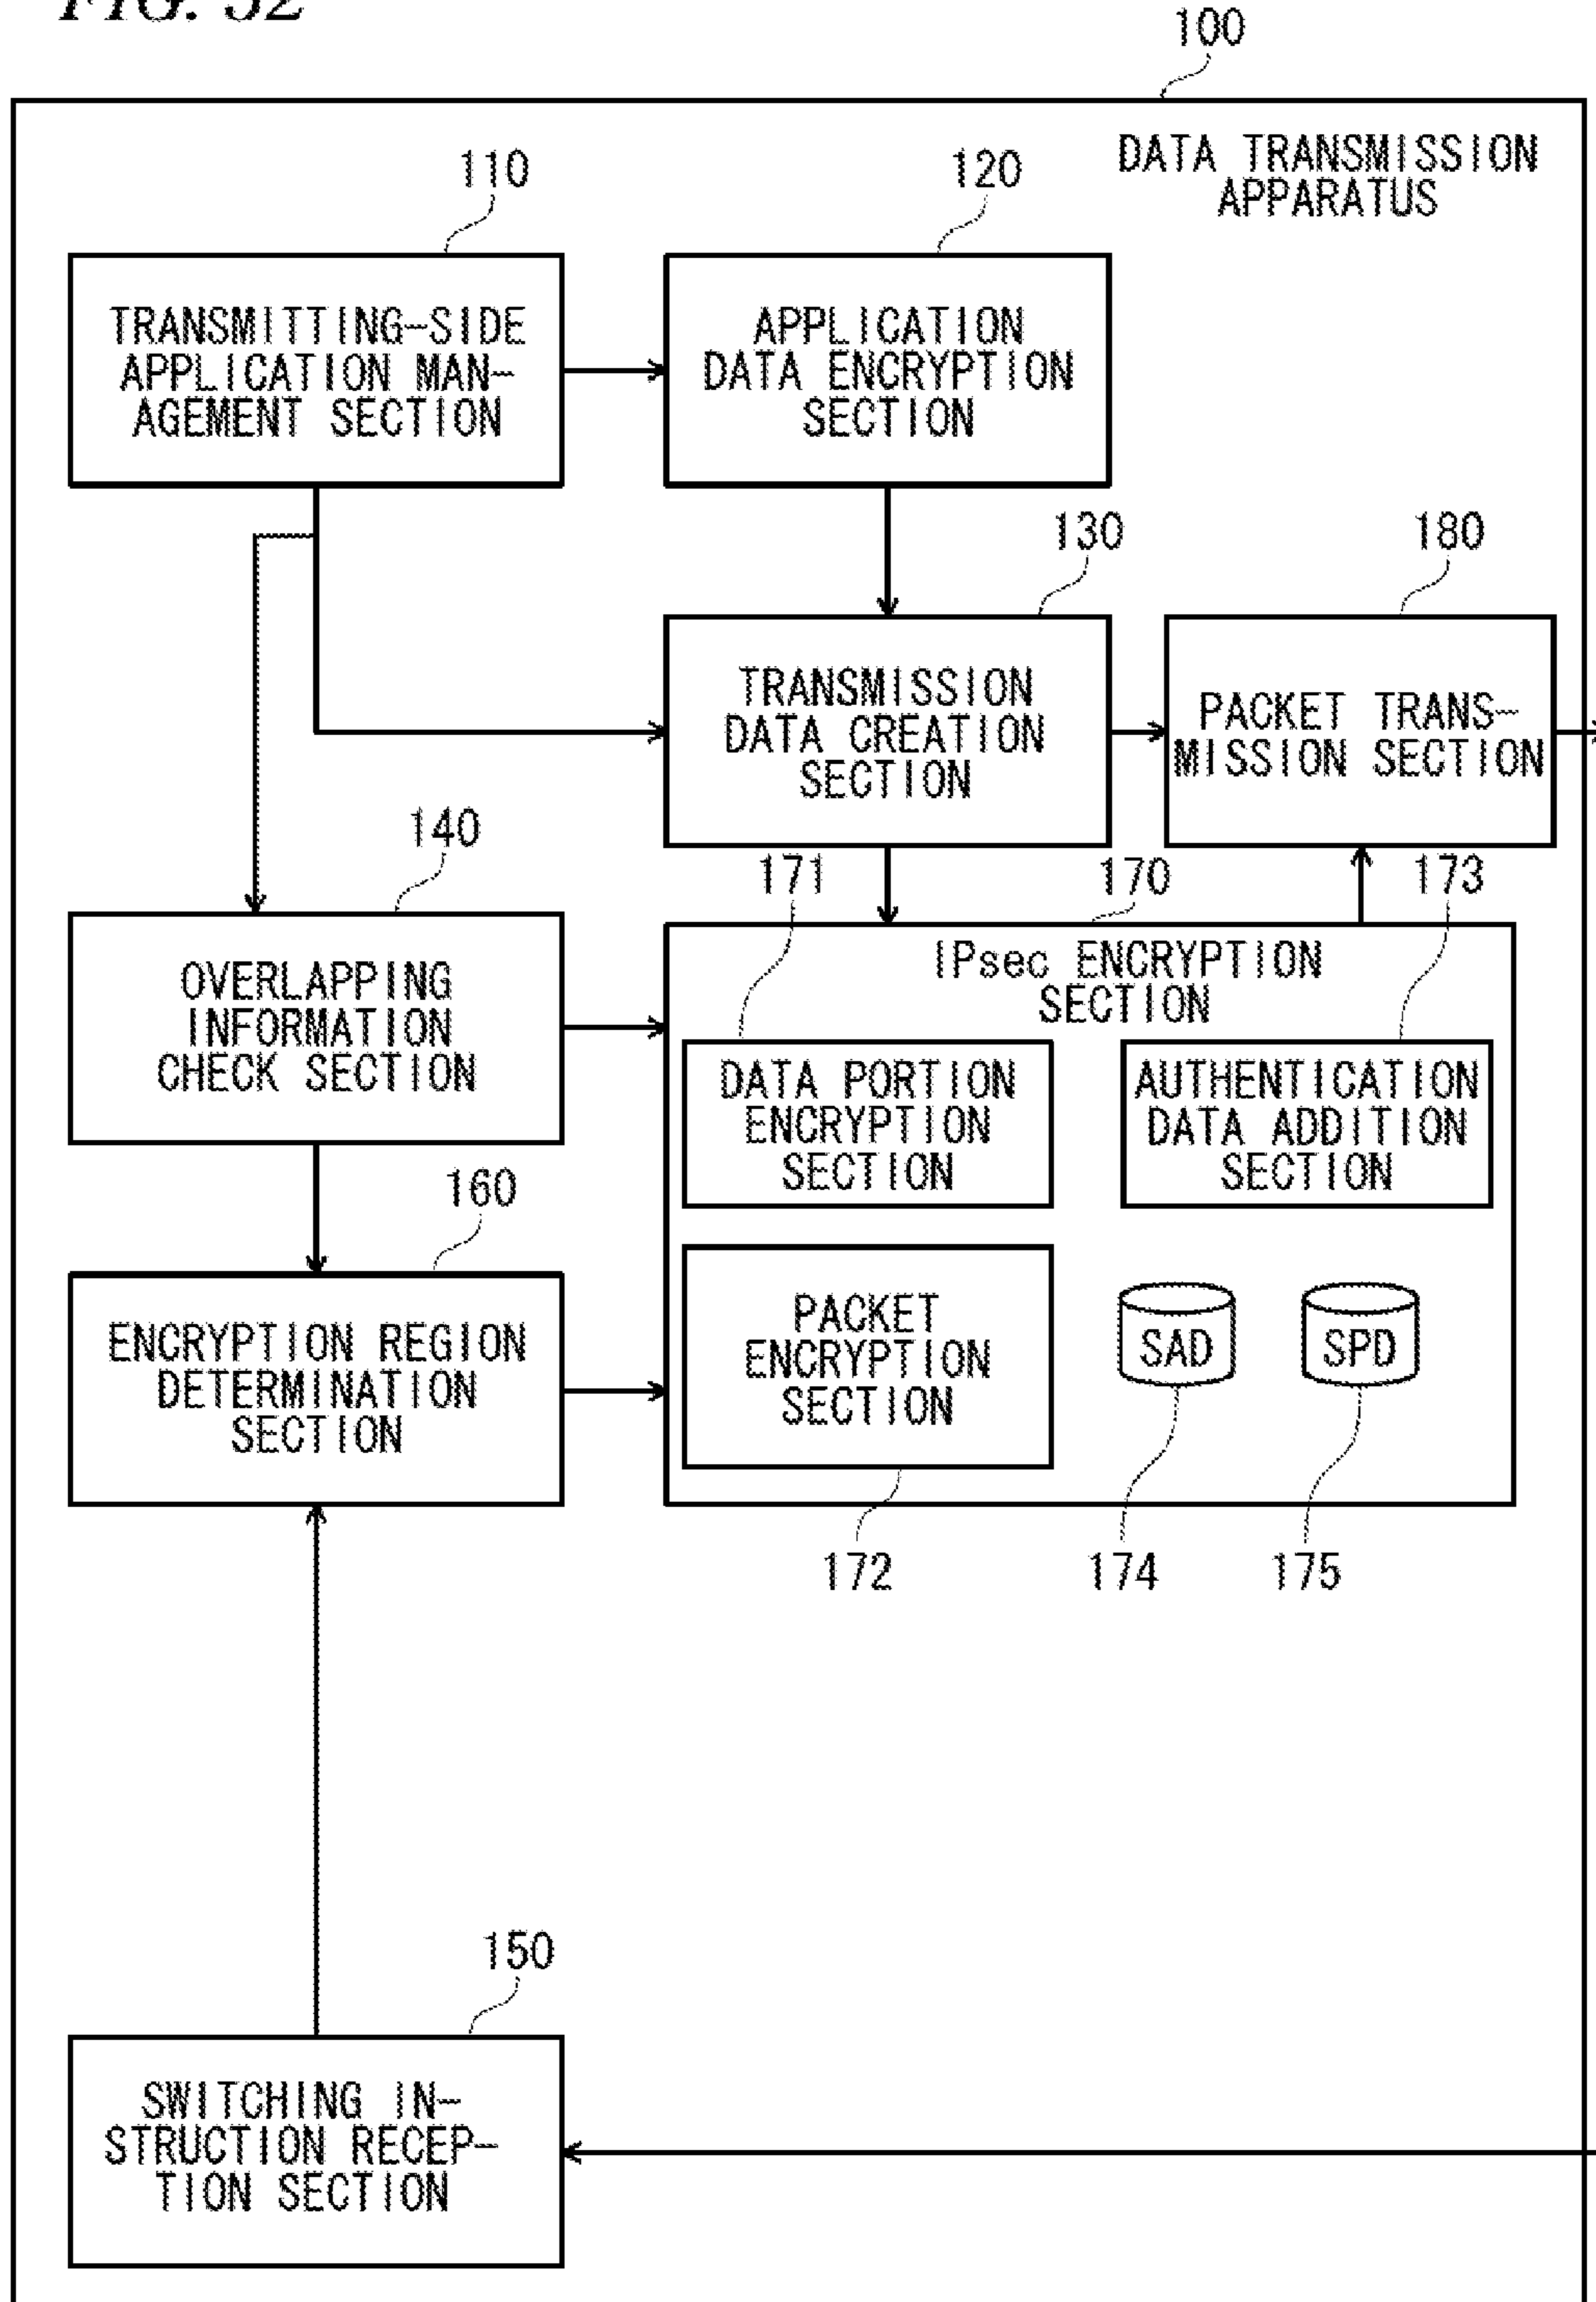 FIG.
100
DATA TRANSMISSION
APPARATUS
110
120
TRANSMITTING-SIDE
APPLICATION MAN-
AGEMENT SECTION
APPLICATION
DATA ENCRYPTION
SECTION
130
180
TRANSMISSION
DATA CREATION
SECTION
PACKET TRANS-
MISSION SECTION
140
171
170
173
OVERLAPPING
INFORMATION
CHECK SECTION
IPsec ENCRYPTION
SECTION
DATA PORTION
ENCRYPTION
SECTION
AUTHENTICATION
DATA ADDITION
SECTION
160
ENCRYPTION REGION
DETERMINATION
SECTION
PACKET
ENCRYPTION
SECTION
SAD
SPD
172
174
175
150
SWITCHING IN-
STRUCTION RECEP-
TION SECTION